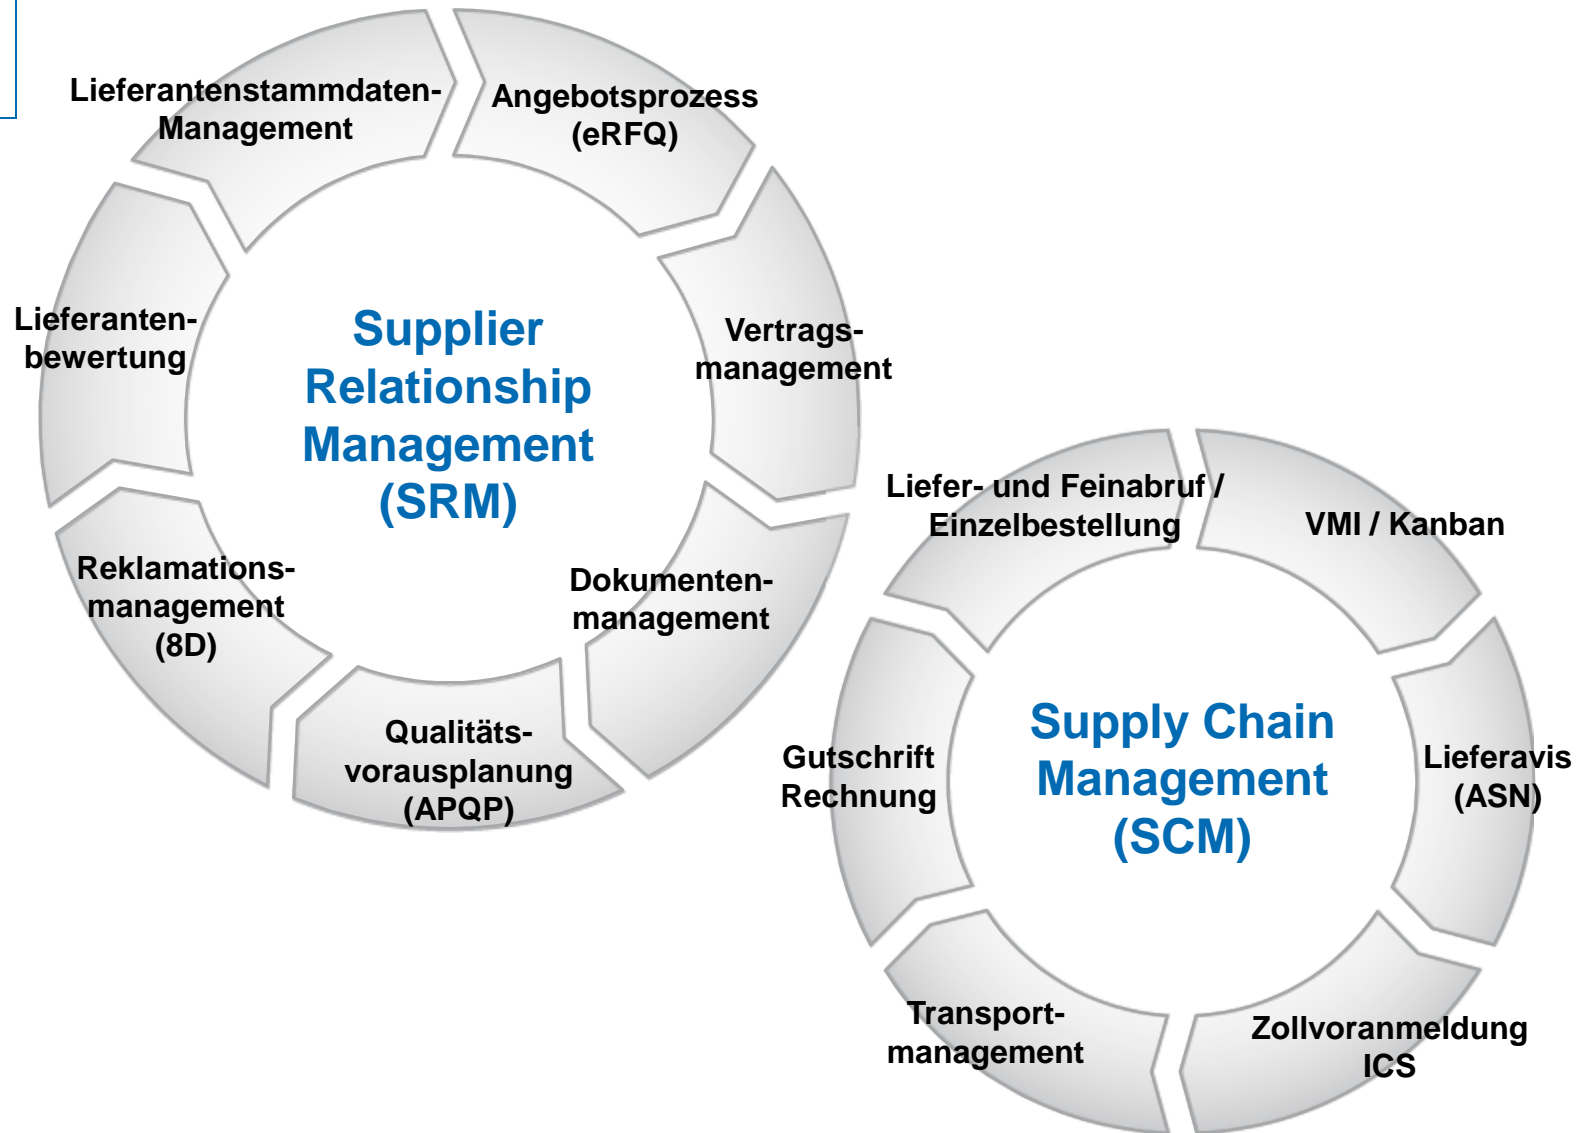 Lieferantenstammdaten-
Management
Angebotsprozess
(eRFQ)
Lieferanten-
bewertung
Supplier
Relationship
Management
(SRM)
Vertrags-
management
Reklamations-
management
(8D)
Dokumenten-
management
Qualitäts-
vorausplanung
(APQP)
Liefer- und Feinabruf /
Einzelbestellung
VMI / Kanban
Gutschrift
Rechnung
Supply Chain
Management
(SCM)
Lieferavis
(ASN)
Transport-
management
Zollvoranmeldung
ICS